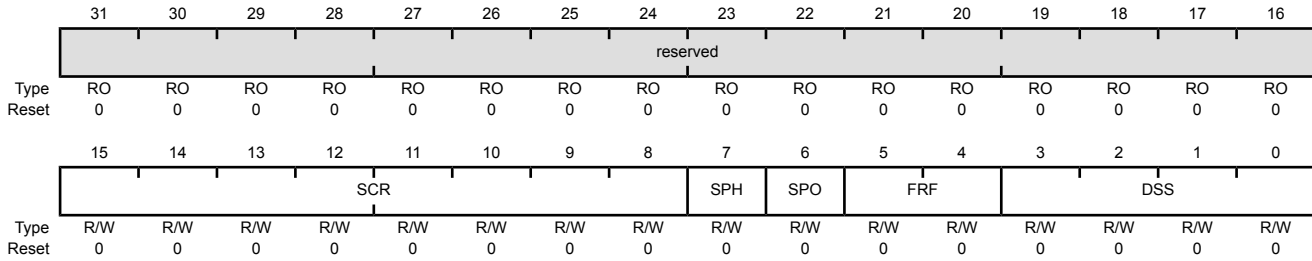 31 30 29 28 27 26 25 24 23 22 21 20 19 18 17 16
reserved
Type RO RO RO RO RO RO RO RO RO RO RO RO RO RO RO RO
Reset 0 0 0 0 0 0 0 0 0 0 0 0 0 0 0 0
15 14 13 12 11 10 9 8 7 6 5 4 3 2 1 0
SCR SPH SPO FRF DSS
Type R/W R/W R/W R/W R/W R/W R/W R/W R/W R/W R/W R/W R/W R/W R/W R/W
Reset 0 0 0 0 0 0 0 0 0 0 0 0 0 0 0 0